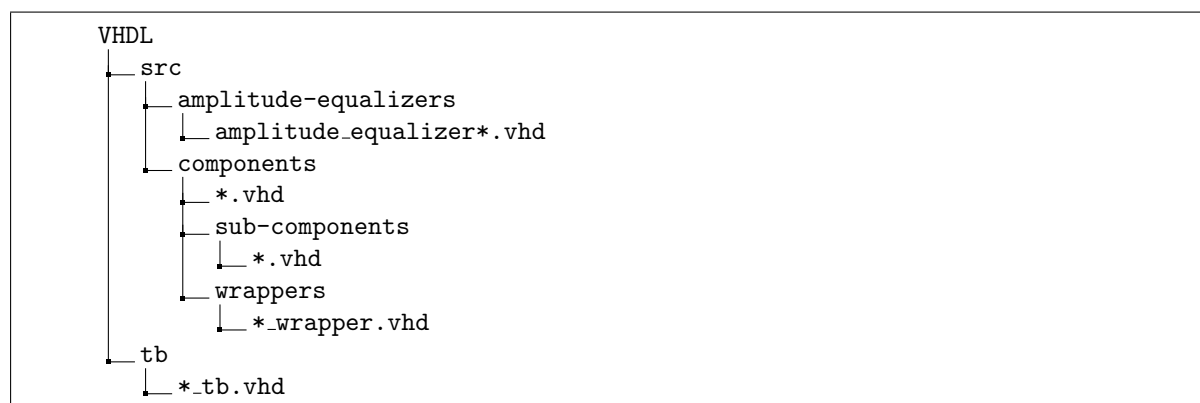 VHDL
src
amplitude-equalizers
amplitude_equalizer*.vhd
components
*.vhd
sub-components
*.vhd
wrappers
*_wrapper.vhd
tb
*_tb.vhd